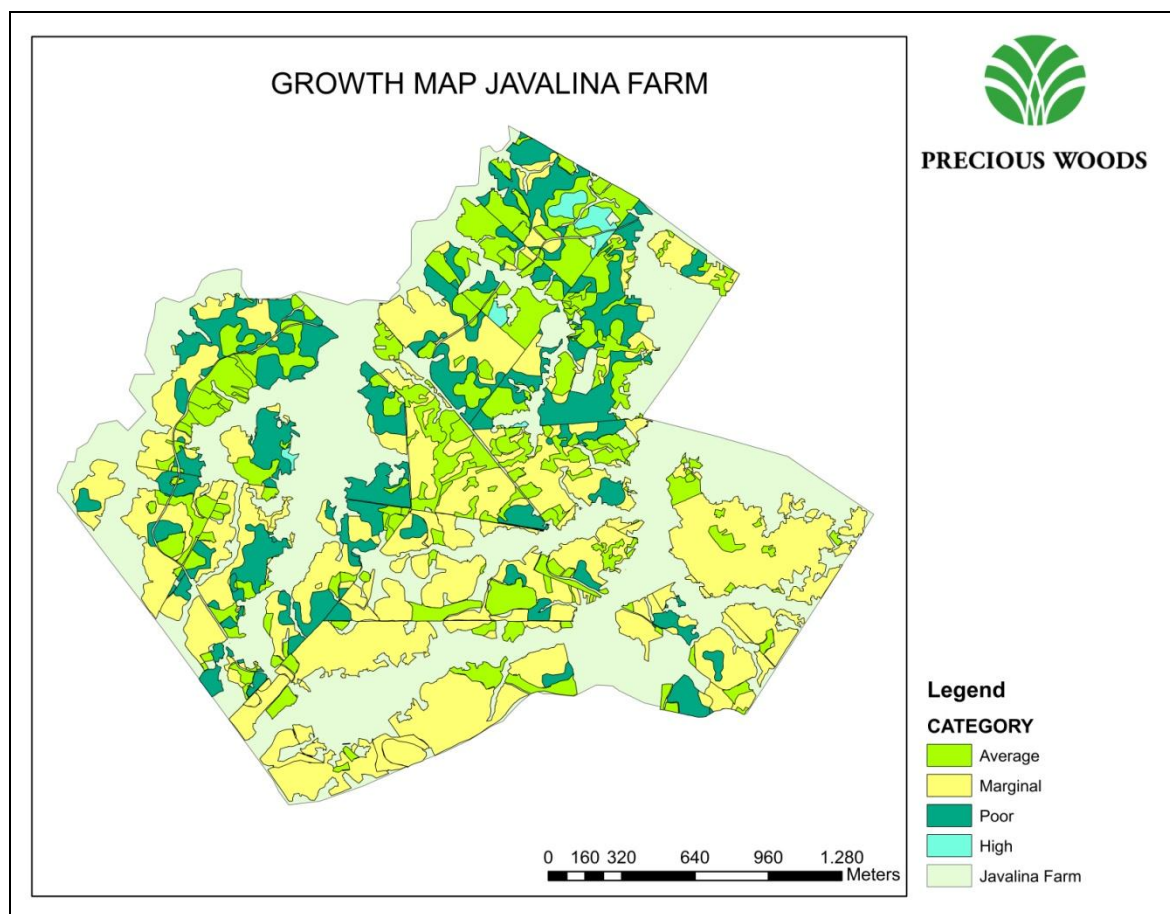 GROWTH MAP JAVALINA FARM
PRECIOUS WOODS
Legend
CATEGORY
Average
Marginal
Poor
High
Javalina Farm
0 160 320 640 960 1.280
Meters